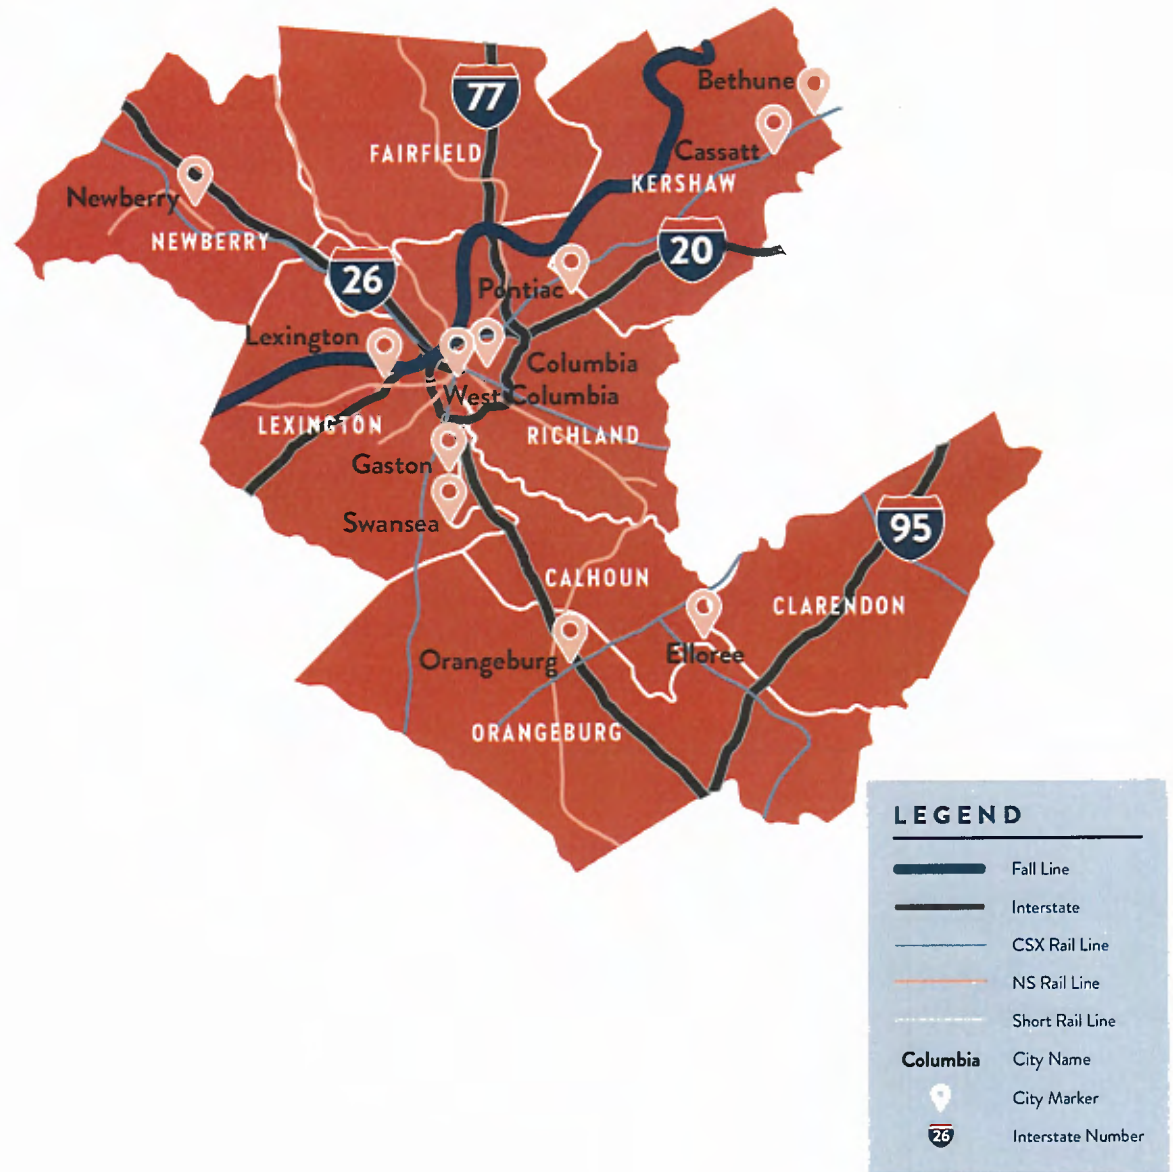 Bethune
77
Cassatt
FAIRFIELD
KERSHAW
Newberry
NEWBERRY
20
26
Pontiac
Lexington
Columbia
West Columbia
LEXINGTON
RICHLAND
Gaston
Swansea
95
CALHOUN
CLARENDON
Elloree
Orangeburg
ORANGEBURG
LEGEND
Fall Line
Interstate
CSX Rail Line
NS Rail Line
Short Rail Line
Columbia City Name
City Marker
26 Interstate Number